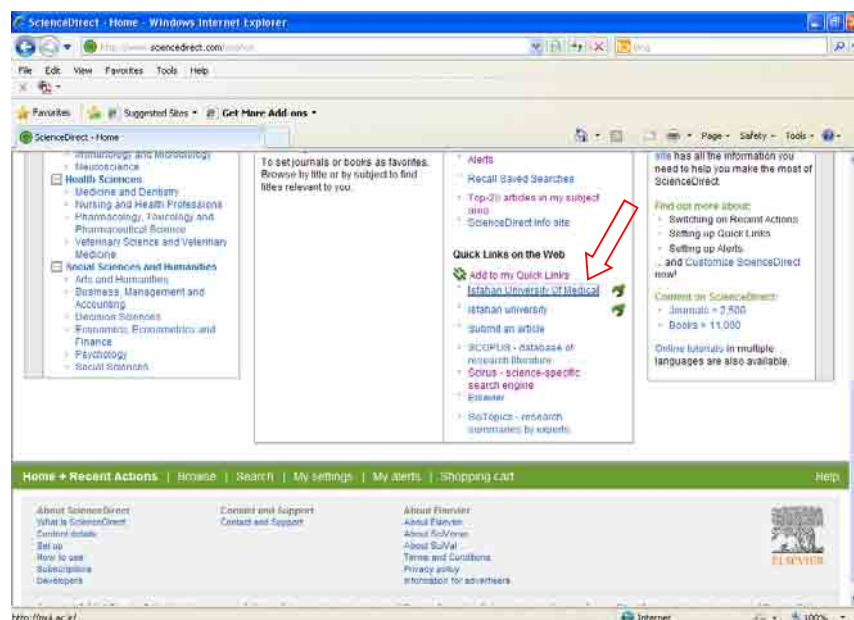 ScienceDirect - Home - Windows Internet Explorer
sciencedirect.com
File Edit View Favorites Tools Help
Favorites Suggested Sites Get More Add-ons
ScienceDirect - Home
Page Safety Tools
Immunology and Microbiology
Neuroscience
Health Sciences
Medicine and Dentistry
Nursing and Health Professions
Pharmacology, Toxicology and
Pharmaceutical Science
Veterinary Science and Veterinary
Medicine
Social Sciences and Humanities
Arts and Humanities
Business, Management and
Accounting
Decision Sciences
Economics, Econometrics and
Finance
Psychology
Social Sciences
To set journals or books as favorites.
Browse by title or by subject to find
titles relevant to you.
Alerts
Recall Saved Searches
Top-25 articles in my subject
area
ScienceDirect Info site
Quick Links on the Web
Add to my Quick Links
Isfahan University Of Medical
Isfahan university
Submit an article
SCOPUS - database of
research literature
Scirus - science-specific
search engine
Elsevier
SciTopics - research
summaries by experts
site has all the information you
need to help you make the most of
ScienceDirect
Find out more about:
Switching on Recent Actions
Setting up Quick Links
Setting up Alerts
... and Customize ScienceDirect
now!
Content on ScienceDirect:
Journals = 2,500
Books = 11,000
Online tutorials in multiple
languages are also available.
Home + Recent Actions | Browse | Search | My settings | My alerts | Shopping cart
Help
About ScienceDirect
What is ScienceDirect
Content details
Set up
How to use
Subscriptions
Developers
Contact and Support
Contact and Support
About Elsevier
About Elsevier
About SciVerse
About SciVal
Terms and Conditions
Privacy policy
Information for advertisers
ELSEVIER
Internet
100%